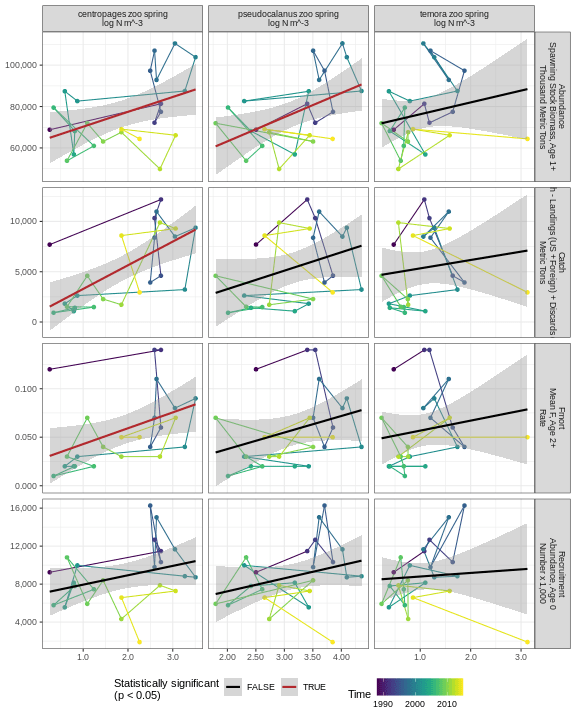 centropages zoo spring
log N m^-3
pseudocalanus zoo spring
log N m^-3
temora zoo spring
log N m^-3
100,000
80,000
60,000
Abundance
Spawning Stock Biomass, Age 1+
Thousand Metric Tons
10,000
5,000
0
Catch
h - Landings (US +Foreign) + Discards
Metric Tons
0.100
0.050
0.000
Fmort
Mean F, Age 2+
Rate
16,000
12,000
8,000
4,000
Recruitment
Abundance, Age 0
Number x 1,000
1.0 2.0 3.0
2.00 2.50 3.00 3.50 4.00
1.0 2.0 3.0
Statistically significant
(p < 0.05)
FALSE
TRUE
Time
1990 2000 2010